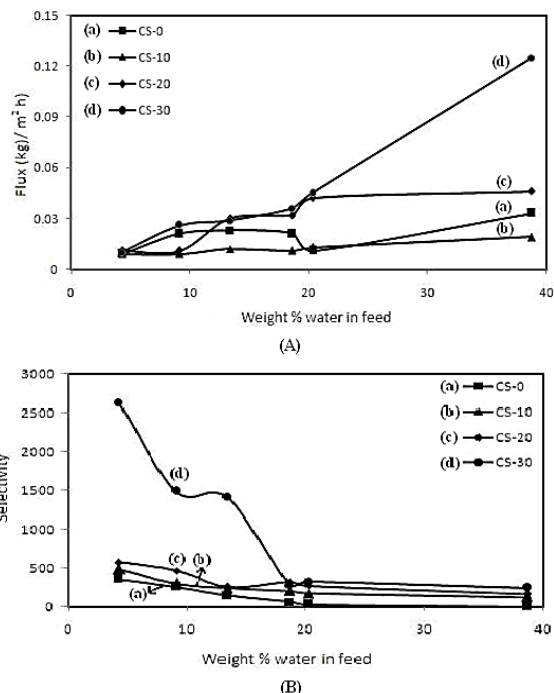 0.15
0.12
0.09
0.06
0.03
0
Flux (kg)/ m² h)
(a) CS-0
(b) CS-10
(c) CS-20
(d) CS-30
(d)
(c)
(a)
(b)
0 10 20 30 40
Weight % water in feed
(A)
3000
2500
2000
1500
1000
500
0
Selectivity
(a) CS-0
(b) CS-10
(c) CS-20
(d) CS-30
(d)
(c) (b)
(a)
0 10 20 30 40
Weight % water in feed
(B)